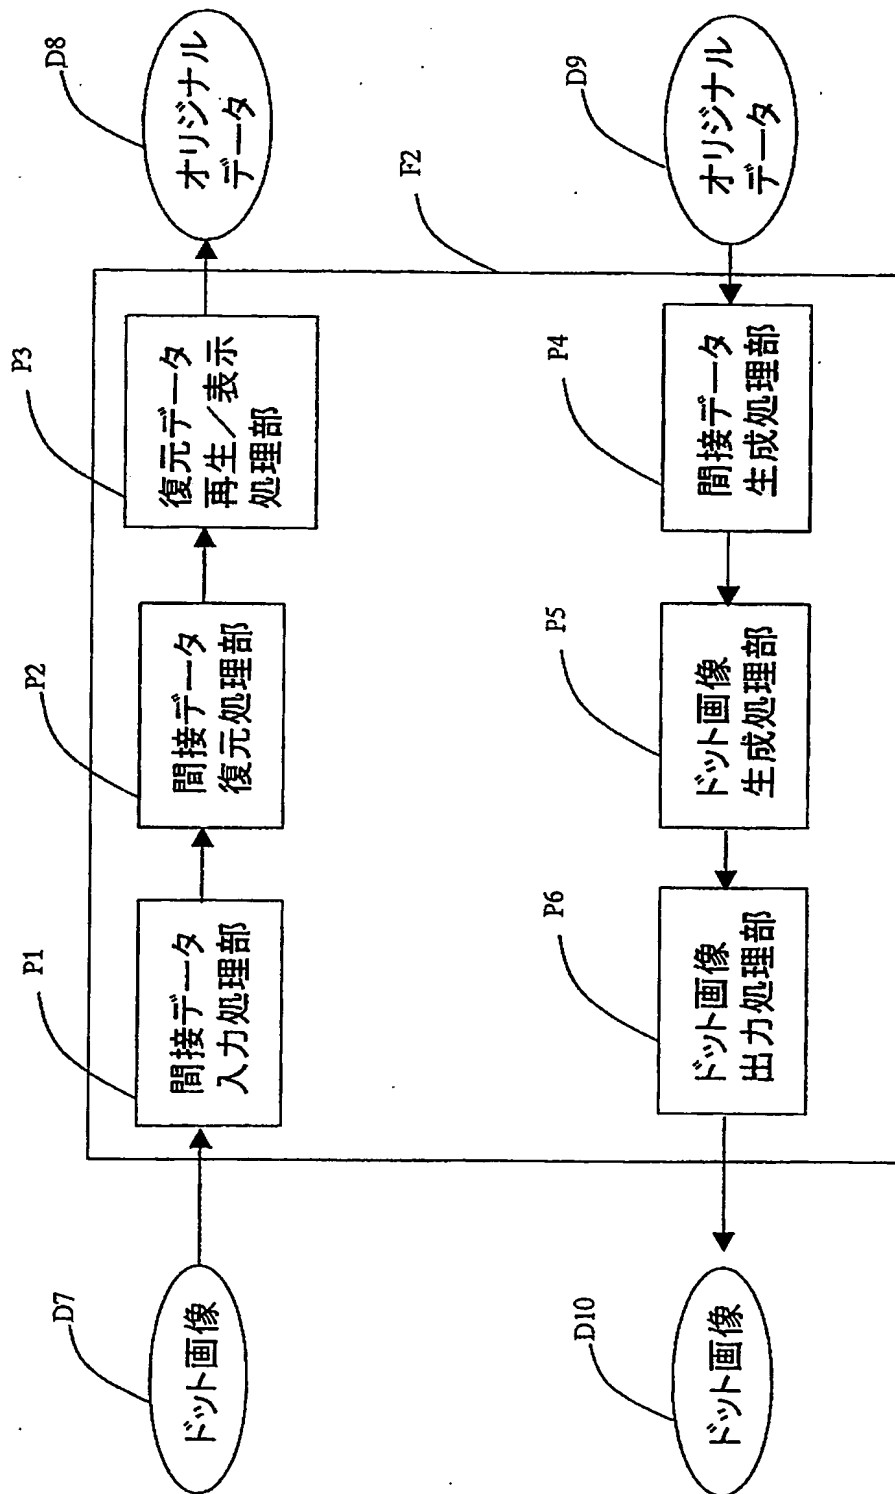 D7
ドット画像
P1
間接データ
入力処理部
P2
間接データ
復元処理部
P3
復元データ
再生／表示
処理部
D8
オリジナル
データ
F2
D10
ドット画像
P6
ドット画像
出力処理部
P5
ドット画像
生成処理部
P4
間接データ
生成処理部
D9
オリジナル
データ